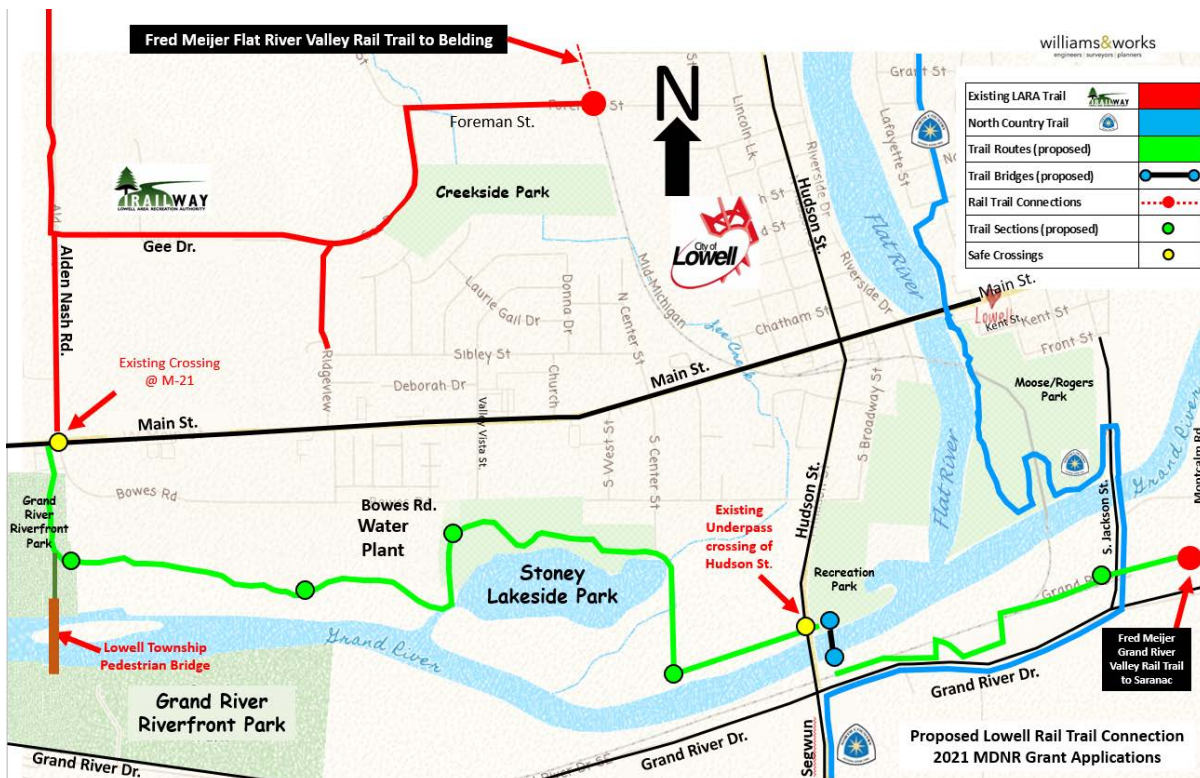 Fred Meijer Flat River Valley Rail Trail to Belding
williams&works
engineers | surveyors | planners
Grant St
Existing LARA Trail
TRAILWAY
North Country Trail
Trail Routes (proposed)
Trail Bridges (proposed)
Rail Trail Connections
Trail Sections (proposed)
Safe Crossings
N
Foreman St.
Lincoln Lk
Riverside Dr
Lafayette St
Hudson St.
Creekside Park
TRAILWAY
LOWELL AREA RECREATION AUTHORITY
City of
Lowell
Flat River
Gee Dr.
Alden Nash Rd.
Mid-Michigan
Riverside Dr
Main St.
Lowell
Kent St
Kent St
Laurie Gail Dr
Donna Dr
N Center St
Lee Creek
Chatham St
Front St
Existing Crossing
@ M-21
Ridgeview
Sibley St
Deborah Dr
Church
Main St.
Moose/Rogers
Park
Main St.
Valley Vista St.
S West St
S Center St
S Broadway St
Grand River
Montcalm Rd.
Bowes Rd
Bowes Rd
Grand
River
Riverfront
Park
Bowes Rd.
Water
Plant
Existing
Underpass
crossing of
Hudson St.
Hudson St.
Flat River
S. Jackson St.
Stoney
Lakeside Park
Recreation
Park
Grand River
Lowell Township
Pedestrian Bridge
Fred Meijer
Grand River
Valley Rail Trail
to Saranac
Grand River
Riverfront Park
Grand River Dr.
Grand River Dr.
Grand River Dr.
Segwun
Proposed Lowell Rail Trail Connection
2021 MDNR Grant Applications